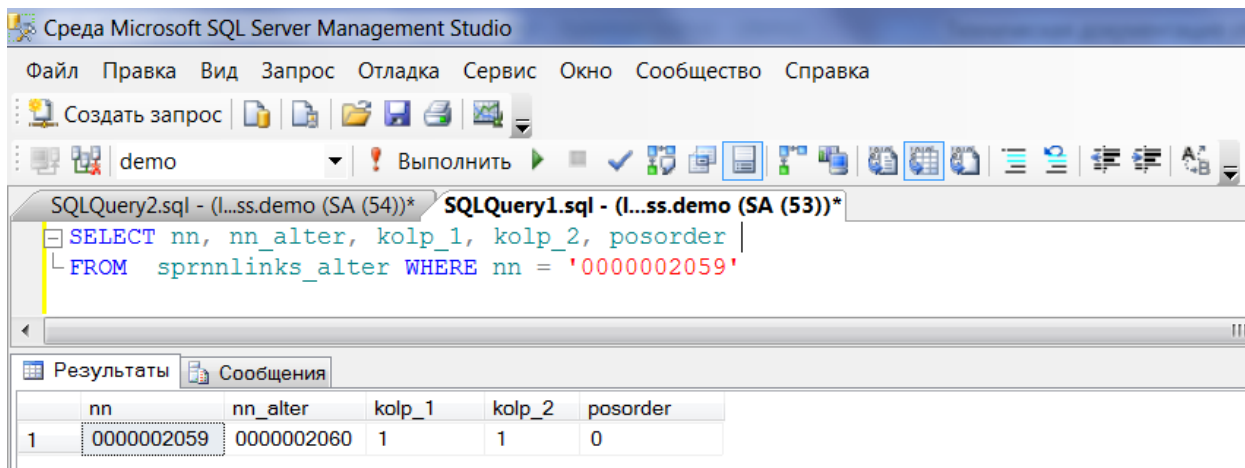 Среда Microsoft SQL Server Management Studio
Файл Правка Вид Запрос Отладка Сервис Окно Сообщество Справка
Создать запрос
demo Выполнить
SQLQuery2.sql - (l...ss.demo (SA (54))* SQLQuery1.sql - (l...ss.demo (SA (53))*
SELECT nn, nn_alter, kolp_1, kolp_2, posorder
FROM sprnnlinks_alter WHERE nn = '0000002059'
Результаты Сообщения
nn nn_alter kolp_1 kolp_2 posorder
1 0000002059 0000002060 1 1 0